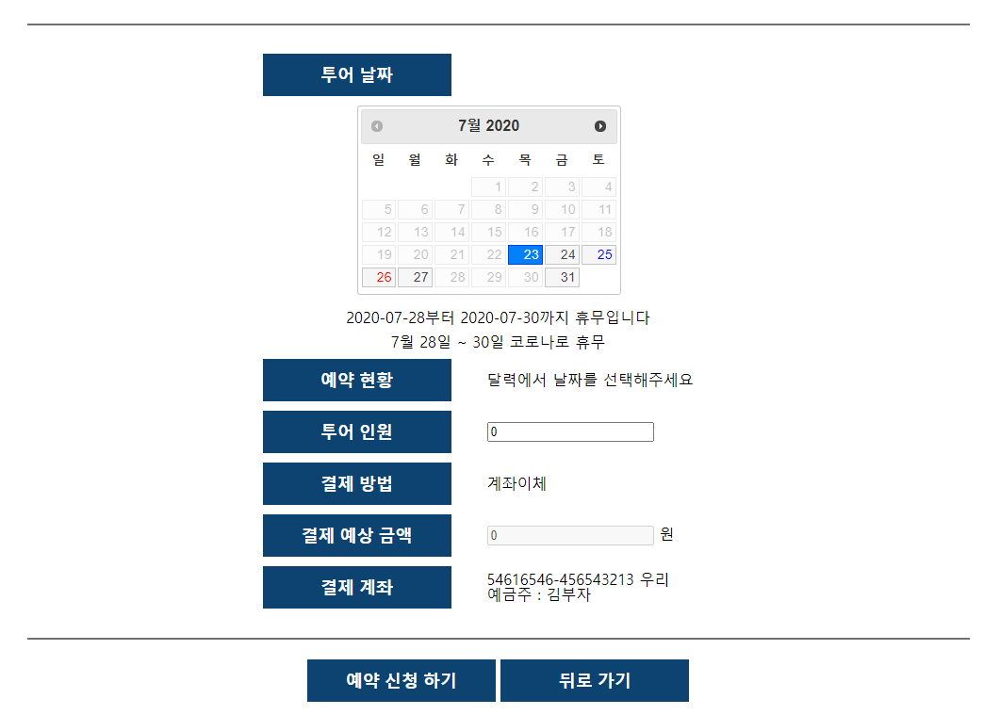 투어 날짜
7월 2020
일 월 화 수 목 금 토
1 2 3 4
5 6 7 8 9 10 11
12 13 14 15 16 17 18
19 20 21 22 23 24 25
26 27 28 29 30 31
2020-07-28부터 2020-07-30까지 휴무입니다
7월 28일 ~ 30일 코로나로 휴무
예약 현황 달력에서 날짜를 선택해주세요
투어 인원 0
결제 방법 계좌이체
결제 예상 금액 0 원
결제 계좌 54616546-456543213 우리
예금주 : 김부자
예약 신청 하기 뒤로 가기